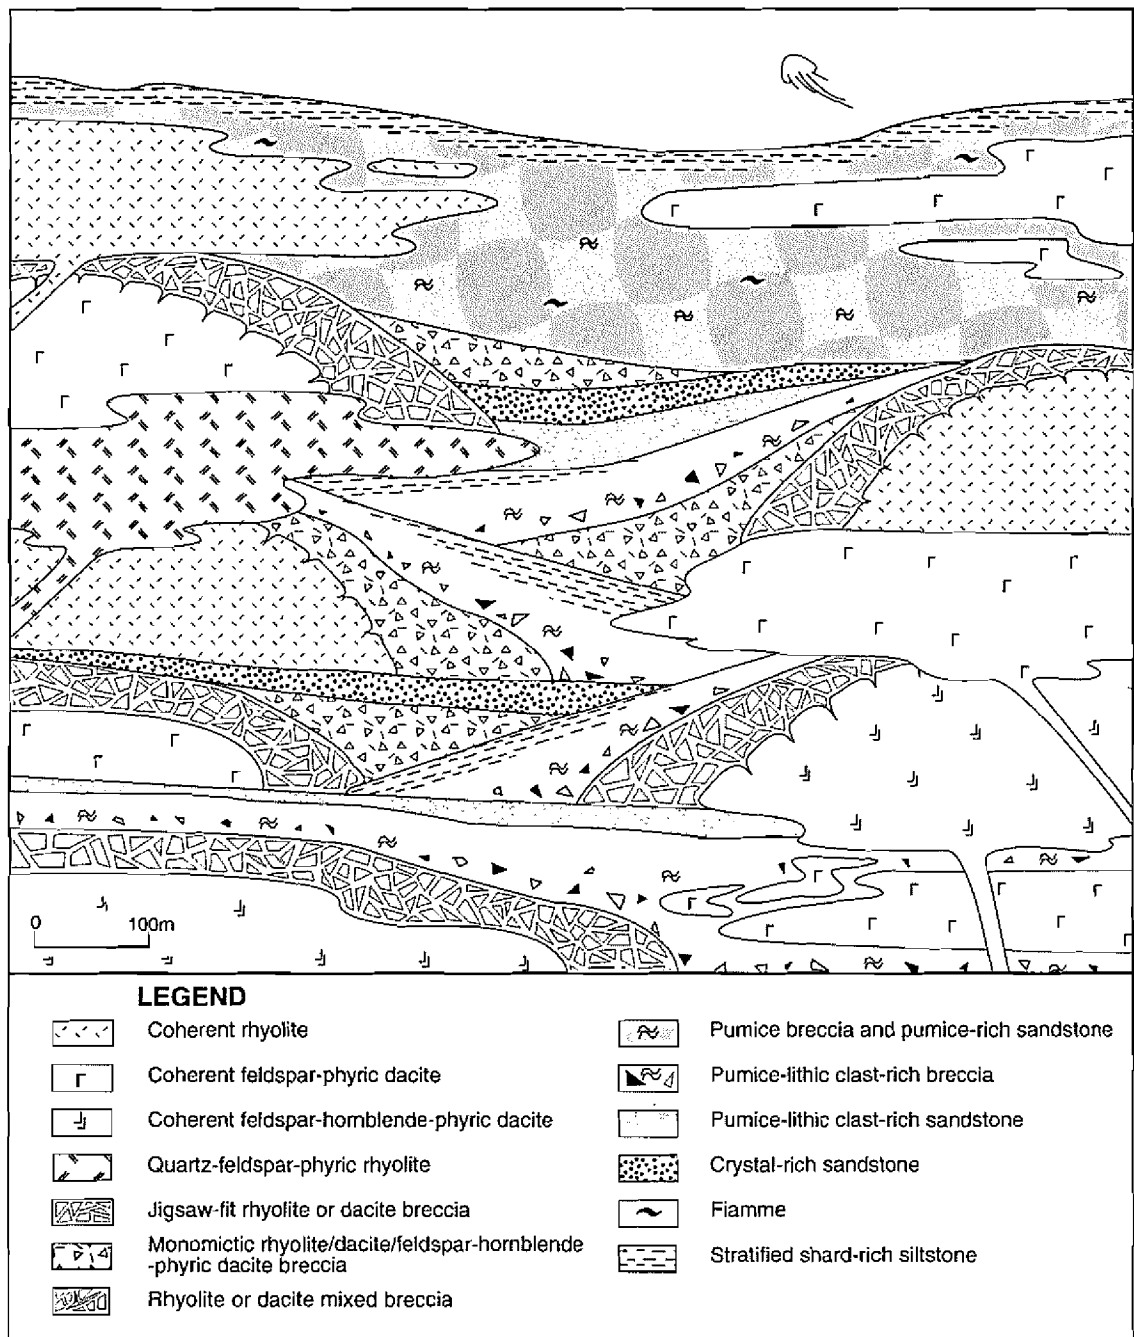 0 100m
LEGEND
Coherent rhyolite
Coherent feldspar-phyric dacite
Coherent feldspar-hornblende-phyric dacite
Quartz-feldspar-phyric rhyolite
Jigsaw-fit rhyolite or dacite breccia
Monomictic rhyolite/dacite/feldspar-hornblende
-phyric dacite breccia
Rhyolite or dacite mixed breccia
Pumice breccia and pumice-rich sandstone
Pumice-lithic clast-rich breccia
Pumice-lithic clast-rich sandstone
Crystal-rich sandstone
Fiamme
Stratified shard-rich siltstone